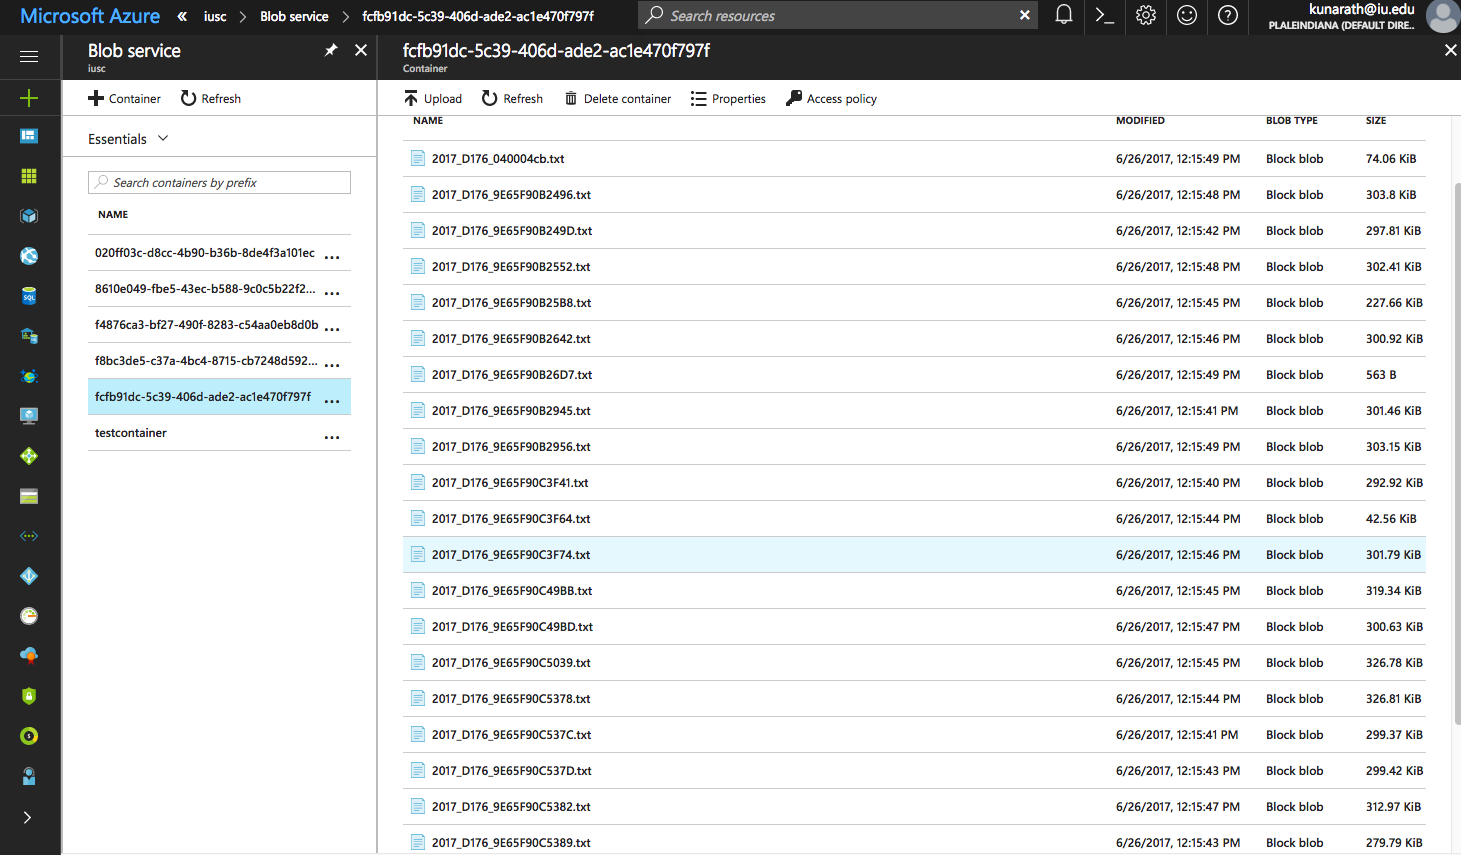 Microsoft Azure « iusc > Blob service > fcfb91dc-5c39-406d-ade2-ac1e470f797f
Search resources
kunarath@iu.edu
PLALEINDIANA (DEFAULT DIRE...
Blob service
iusc
Container Refresh
Essentials
Search containers by prefix
NAME
020ff03c-d8cc-4b90-b36b-8de4f3a101ec ...
8610e049-fbe5-43ec-b588-9c0c5b22f2... ...
f4876ca3-bf27-490f-8283-c54aa0eb8d0b ...
f8bc3de5-c37a-4bc4-8715-cb7248d592... ...
fcfb91dc-5c39-406d-ade2-ac1e470f797f ...
testcontainer ...
fcfb91dc-5c39-406d-ade2-ac1e470f797f
Container
Upload Refresh Delete container Properties Access policy
NAME MODIFIED BLOB TYPE SIZE
2017_D176_040004cb.txt 6/26/2017, 12:15:49 PM Block blob 74.06 KiB
2017_D176_9E65F90B2496.txt 6/26/2017, 12:15:48 PM Block blob 303.8 KiB
2017_D176_9E65F90B249D.txt 6/26/2017, 12:15:42 PM Block blob 297.81 KiB
2017_D176_9E65F90B2552.txt 6/26/2017, 12:15:48 PM Block blob 302.41 KiB
2017_D176_9E65F90B25B8.txt 6/26/2017, 12:15:45 PM Block blob 227.66 KiB
2017_D176_9E65F90B2642.txt 6/26/2017, 12:15:46 PM Block blob 300.92 KiB
2017_D176_9E65F90B26D7.txt 6/26/2017, 12:15:49 PM Block blob 563 B
2017_D176_9E65F90B2945.txt 6/26/2017, 12:15:41 PM Block blob 301.46 KiB
2017_D176_9E65F90B2956.txt 6/26/2017, 12:15:49 PM Block blob 303.15 KiB
2017_D176_9E65F90C3F41.txt 6/26/2017, 12:15:40 PM Block blob 292.92 KiB
2017_D176_9E65F90C3F64.txt 6/26/2017, 12:15:44 PM Block blob 42.56 KiB
2017_D176_9E65F90C3F74.txt 6/26/2017, 12:15:46 PM Block blob 301.79 KiB
2017_D176_9E65F90C49BB.txt 6/26/2017, 12:15:45 PM Block blob 319.34 KiB
2017_D176_9E65F90C49BD.txt 6/26/2017, 12:15:47 PM Block blob 300.63 KiB
2017_D176_9E65F90C5039.txt 6/26/2017, 12:15:45 PM Block blob 326.78 KiB
2017_D176_9E65F90C5378.txt 6/26/2017, 12:15:44 PM Block blob 326.81 KiB
2017_D176_9E65F90C537C.txt 6/26/2017, 12:15:41 PM Block blob 299.37 KiB
2017_D176_9E65F90C537D.txt 6/26/2017, 12:15:43 PM Block blob 299.42 KiB
2017_D176_9E65F90C5382.txt 6/26/2017, 12:15:47 PM Block blob 312.97 KiB
2017_D176_9E65F90C5389.txt 6/26/2017, 12:15:43 PM Block blob 279.79 KiB